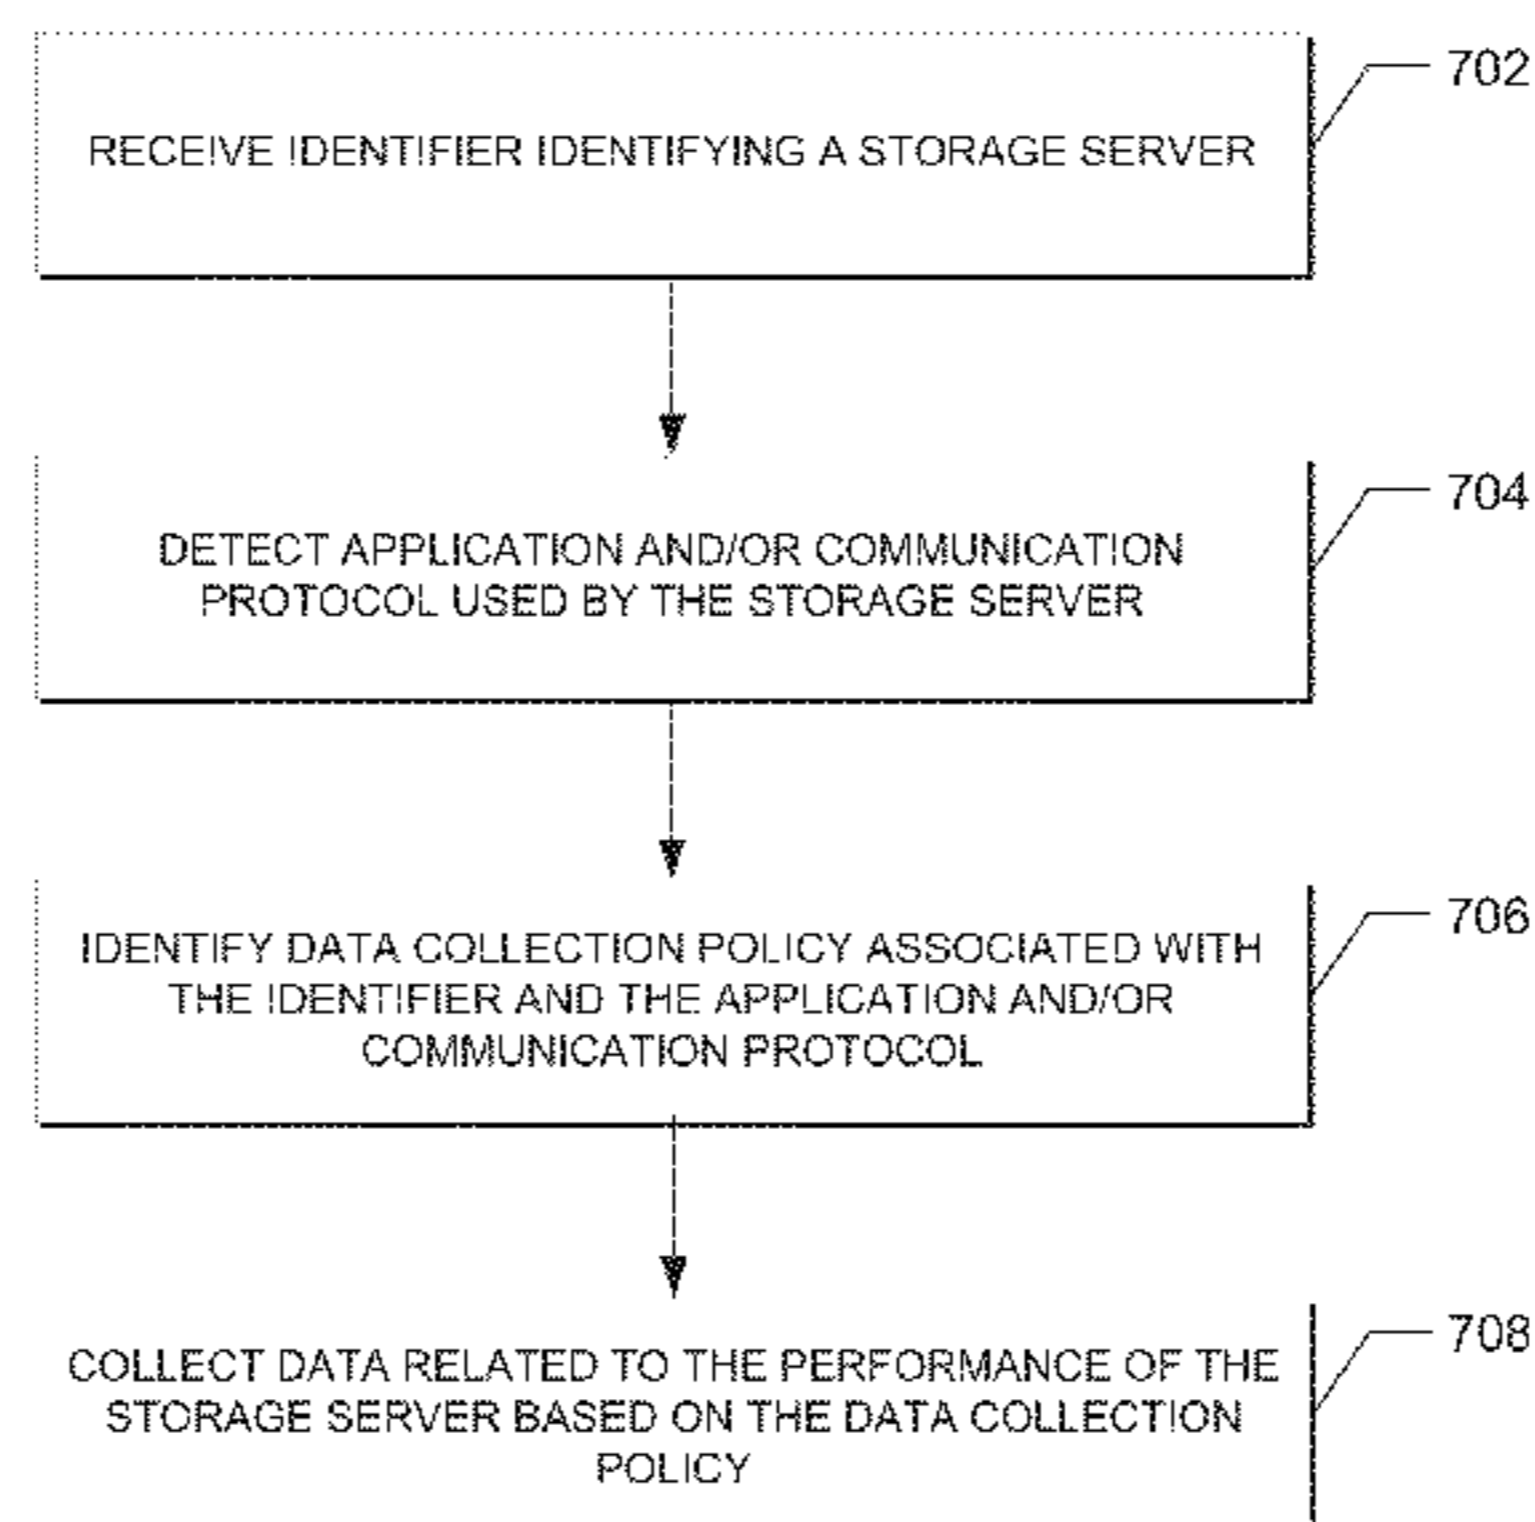 RECEIVE IDENTIFIER IDENTIFYING A STORAGE SERVER
702
DETECT APPLICATION AND/OR COMMUNICATION
PROTOCOL USED BY THE STORAGE SERVER
704
IDENTIFY DATA COLLECTION POLICY ASSOCIATED WITH
THE IDENTIFIER AND THE APPLICATION AND/OR
COMMUNICATION PROTOCOL
706
COLLECT DATA RELATED TO THE PERFORMANCE OF THE
STORAGE SERVER BASED ON THE DATA COLLECTION
POLICY
708